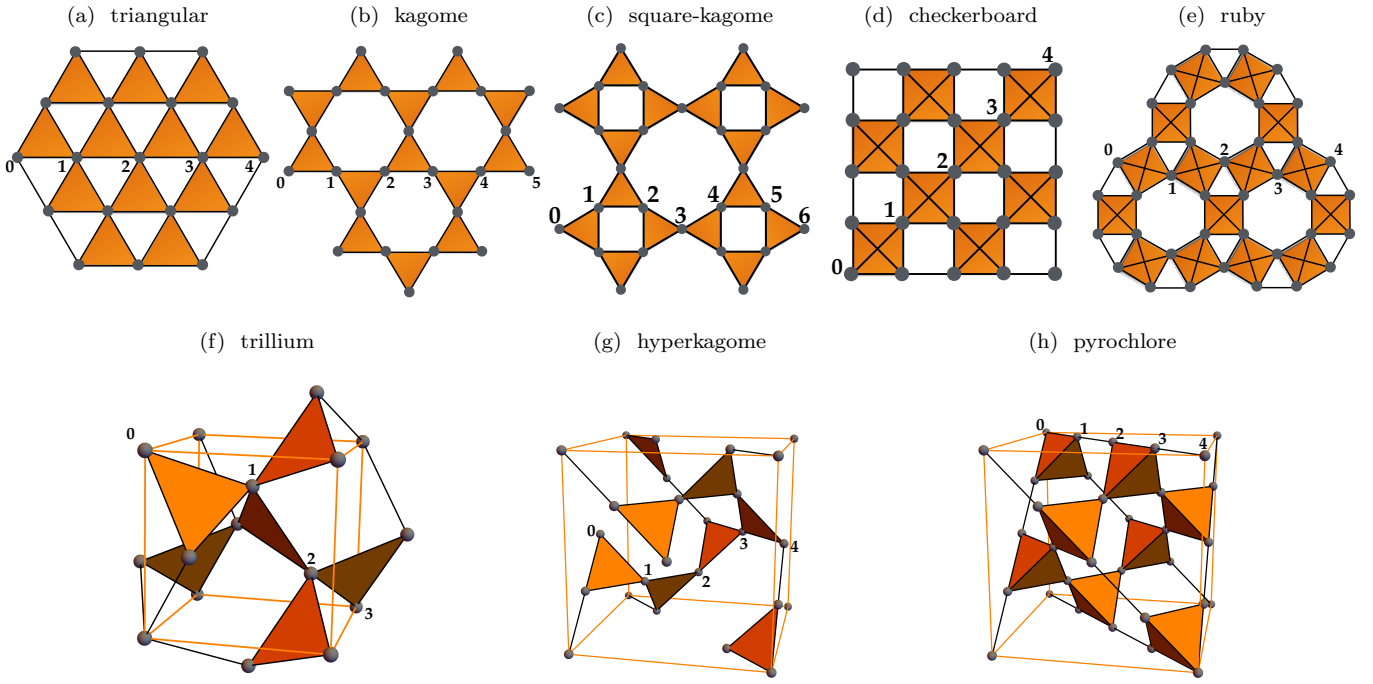 (a) triangular
(b) kagome
(c) square-kagome
(d) checkerboard
(e) ruby
0 1 2 3 4
0 1 2 3 4 5
0 1 2 3 4 5 6
0 1 2 3 4
0 1 2 3 4
(f) trillium
(g) hyperkagome
(h) pyrochlore
0 1 2 3
0 1 2 3 4
0 1 2 3 4